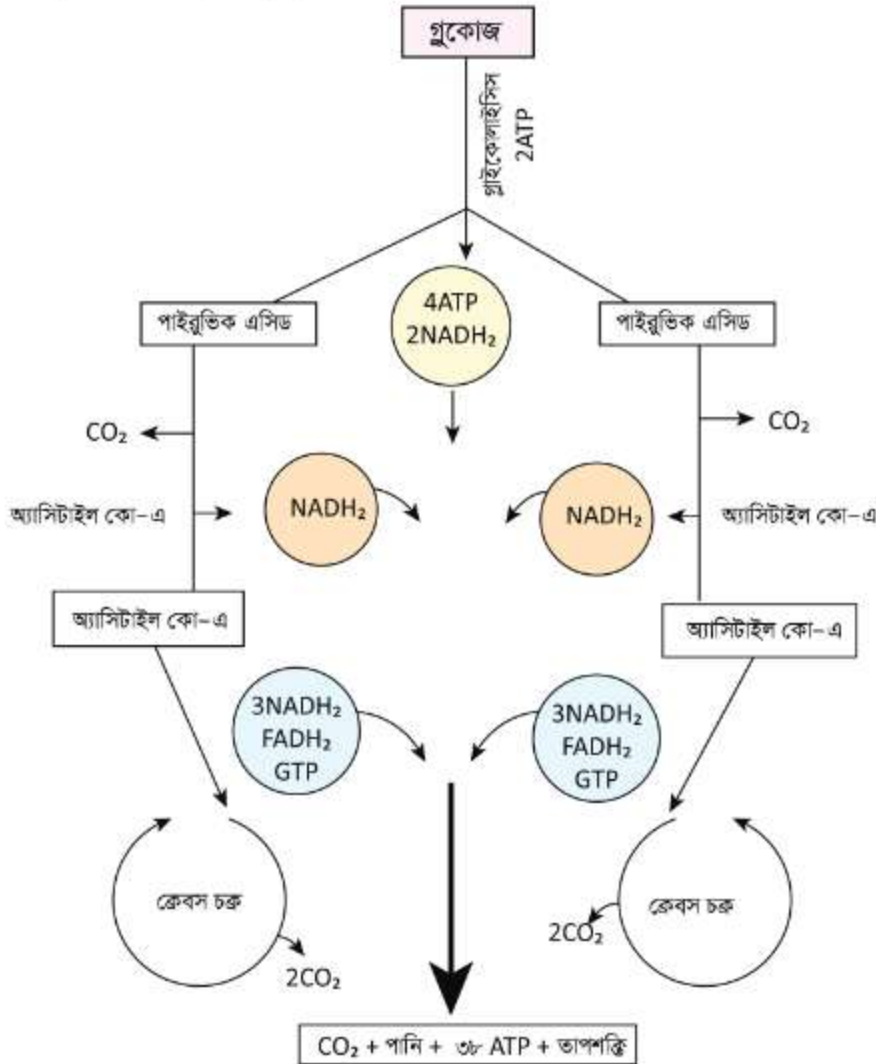 গ্লুকোজ
গ্লাইকোলাইসিস
2ATP
4ATP
2NADH₂
পাইরুভিক এসিড
পাইরুভিক এসিড
CO₂
CO₂
NADH₂
NADH₂
অ্যাসিটাইল কো-এ
অ্যাসিটাইল কো-এ
অ্যাসিটাইল কো-এ
অ্যাসিটাইল কো-এ
3NADH₂
FADH₂
GTP
3NADH₂
FADH₂
GTP
ক্রেবস চক্র
ক্রেবস চক্র
2CO₂
2CO₂
CO₂ + পানি + ৩৮ ATP + তাপশক্তি